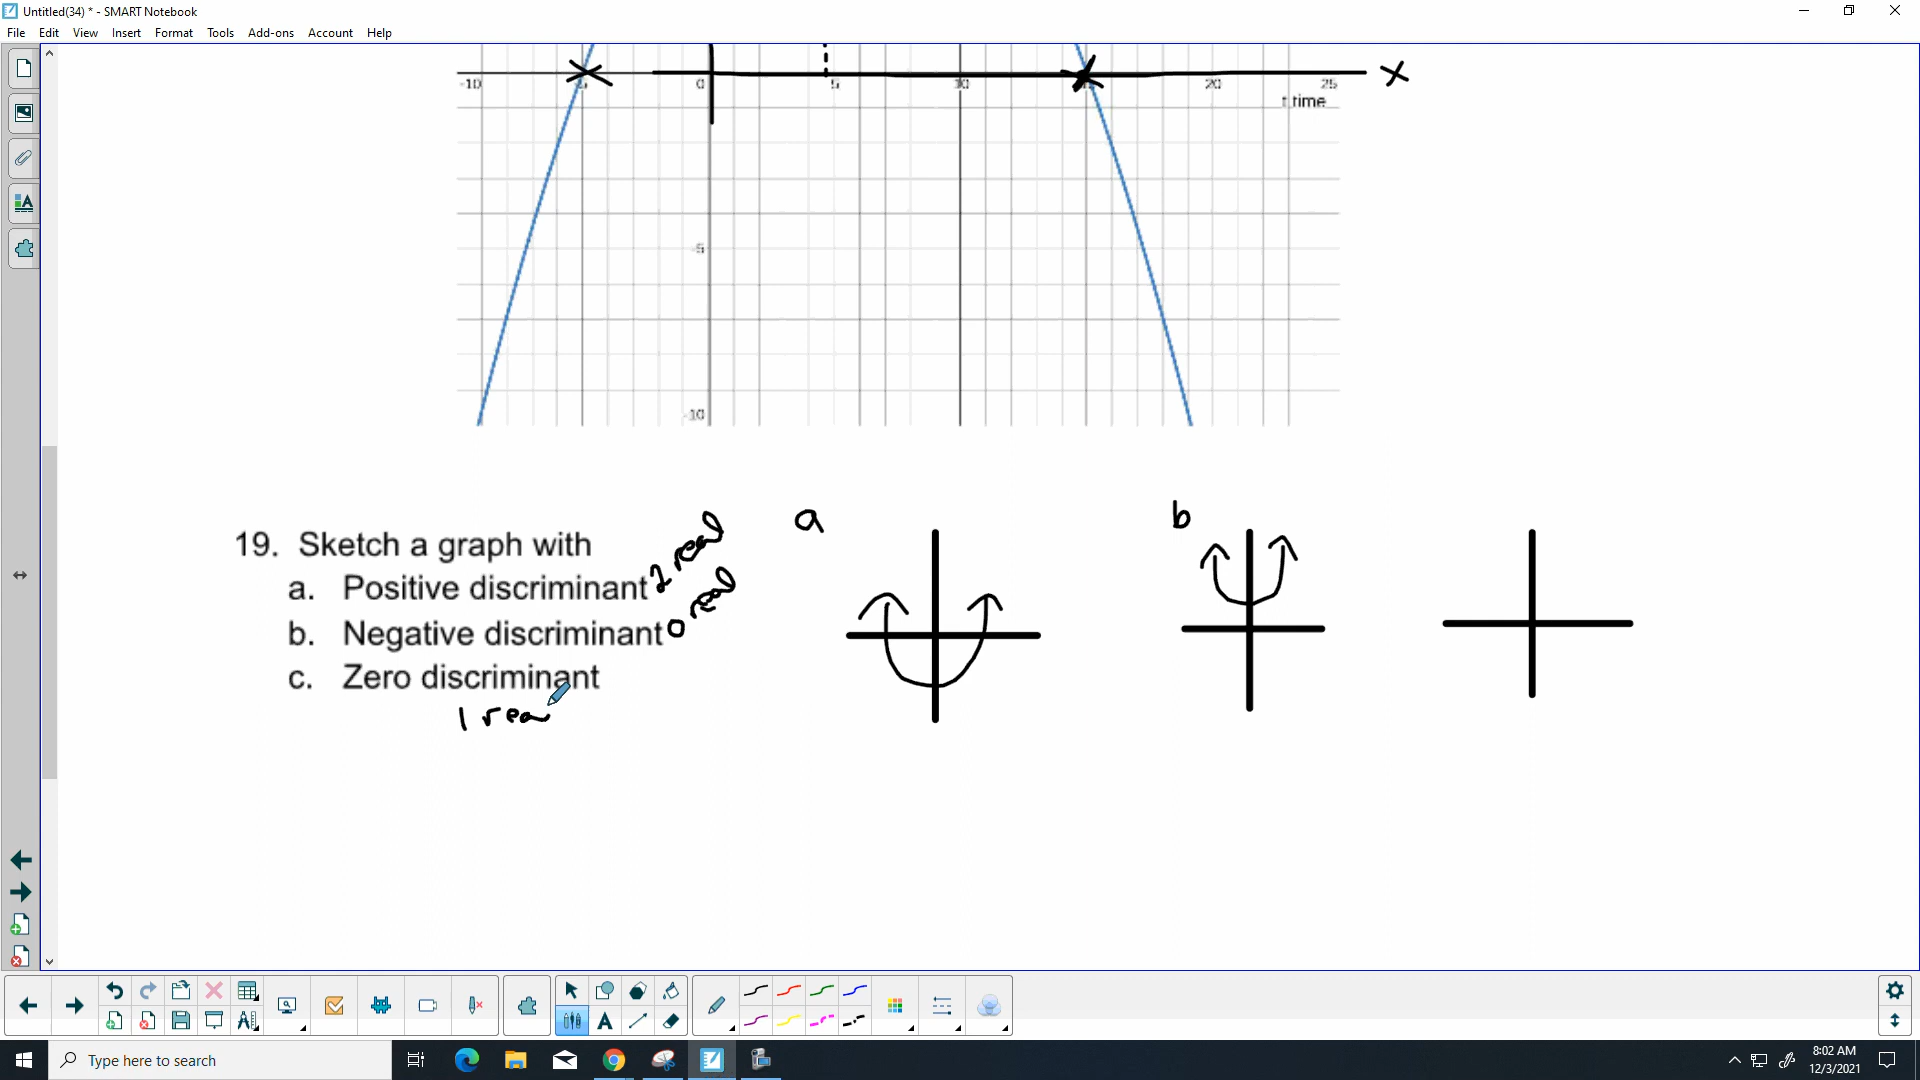 Untitled(34) * - SMART Notebook
File Edit View Insert Format Tools Add-ons Account Help
-10 0 5 10 20 25 x
t time
-5
-10
19. Sketch a graph with
a. Positive discriminant 2 real
b. Negative discriminant 0 real
c. Zero discriminant
1 rea
a
b
Type here to search
8:02 AM
12/3/2021